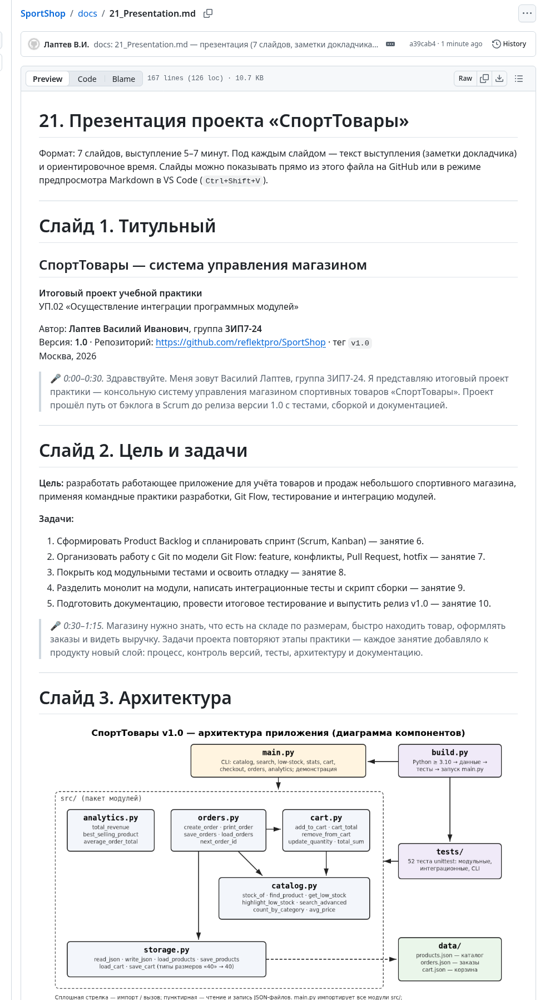 SportShop / docs / 21_Presentation.md
Лаптев В.И. docs: 21_Presentation.md — презентация (7 слайдов, заметки докладчика... a39cab4 · 1 minute ago History
Preview Code Blame 167 lines (126 loc) · 10.7 KB Raw
21. Презентация проекта «СпортТовары»
Формат: 7 слайдов, выступление 5–7 минут. Под каждым слайдом — текст выступления (заметки докладчика)
и ориентировочное время. Слайды можно показывать прямо из этого файла на GitHub или в режиме
предпросмотра Markdown в VS Code ( Ctrl+Shift+V ).
Слайд 1. Титульный
СпортТовары — система управления магазином
Итоговый проект учебной практики
УП.02 «Осуществление интеграции программных модулей»
Автор: Лаптев Василий Иванович, группа ЗИП7-24
Версия: 1.0 · Репозиторий: https://github.com/reflektpro/SportShop · тег v1.0
Москва, 2026
🎤 0:00–0:30. Здравствуйте. Меня зовут Василий Лаптев, группа ЗИП7-24. Я представляю итоговый проект
практики — консольную систему управления магазином спортивных товаров «СпортТовары». Проект
прошёл путь от бэклога в Scrum до релиза версии 1.0 с тестами, сборкой и документацией.
Слайд 2. Цель и задачи
Цель: разработать работающее приложение для учёта товаров и продаж небольшого спортивного магазина,
применяя командные практики разработки, Git Flow, тестирование и интеграцию модулей.
Задачи:
1. Сформировать Product Backlog и спланировать спринт (Scrum, Kanban) — занятие 6.
2. Организовать работу с Git по модели Git Flow: feature, конфликты, Pull Request, hotfix — занятие 7.
3. Покрыть код модульными тестами и освоить отладку — занятие 8.
4. Разделить монолит на модули, написать интеграционные тесты и скрипт сборки — занятие 9.
5. Подготовить документацию, провести итоговое тестирование и выпустить релиз v1.0 — занятие 10.
🎤 0:30–1:15. Магазину нужно знать, что есть на складе по размерам, быстро находить товар, оформлять
заказы и видеть выручку. Задачи проекта повторяют этапы практики — каждое занятие добавляло к
продукту новый слой: процесс, контроль версий, тесты, архитектуру и документацию.
Слайд 3. Архитектура
СпортТовары v1.0 — архитектура приложения (диаграмма компонентов)
main.py
CLI: catalog, search, low-stock, stats, cart,
checkout, orders, analytics; демонстрация
build.py
Python ≥ 3.10 → данные →
тесты → запуск main.py
src/ (пакет модулей)
analytics.py
total_revenue
best_selling_product
average_order_total
orders.py
create_order · print_order
save_orders · load_orders
next_order_id
cart.py
add_to_cart · cart_total
remove_from_cart
update_quantity · total_sum
tests/
52 теста unittest: модульные,
интеграционные, CLI
catalog.py
stock_of · find_product · get_low_stock
highlight_low_stock · search_advanced
count_by_category · avg_price
storage.py
read_json · write_json · load_products · save_products
load_cart · save_cart (типы размеров «40» → 40)
data/
products.json — каталог
orders.json — заказы
cart.json — корзина
Сплошная стрелка — импорт / вызов; пунктирная — чтение и запись JSON-файлов. main.py импортирует все модули src/;